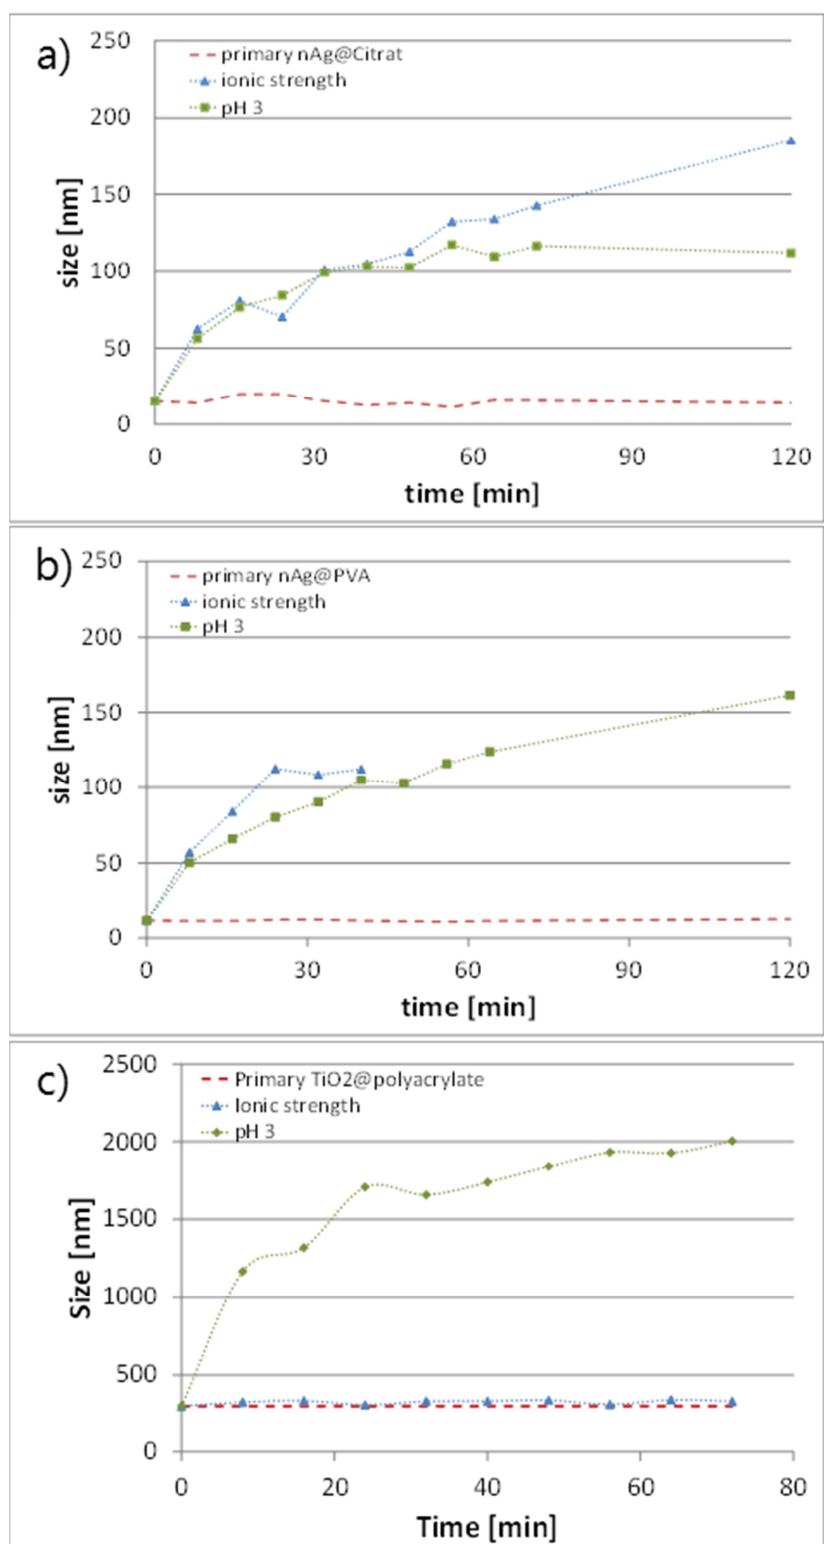 a)
250
200
150
100
50
0
size [nm]
primary nAg@Citrat
ionic strength
pH 3
0 30 60 90 120
time [min]
b)
250
200
150
100
50
0
size [nm]
primary nAg@PVA
ionic strength
pH 3
0 30 60 90 120
time [min]
c)
2500
2000
1500
1000
500
0
Size [nm]
Primary TiO2@polyacrylate
Ionic strength
pH 3
0 20 40 60 80
Time [min]